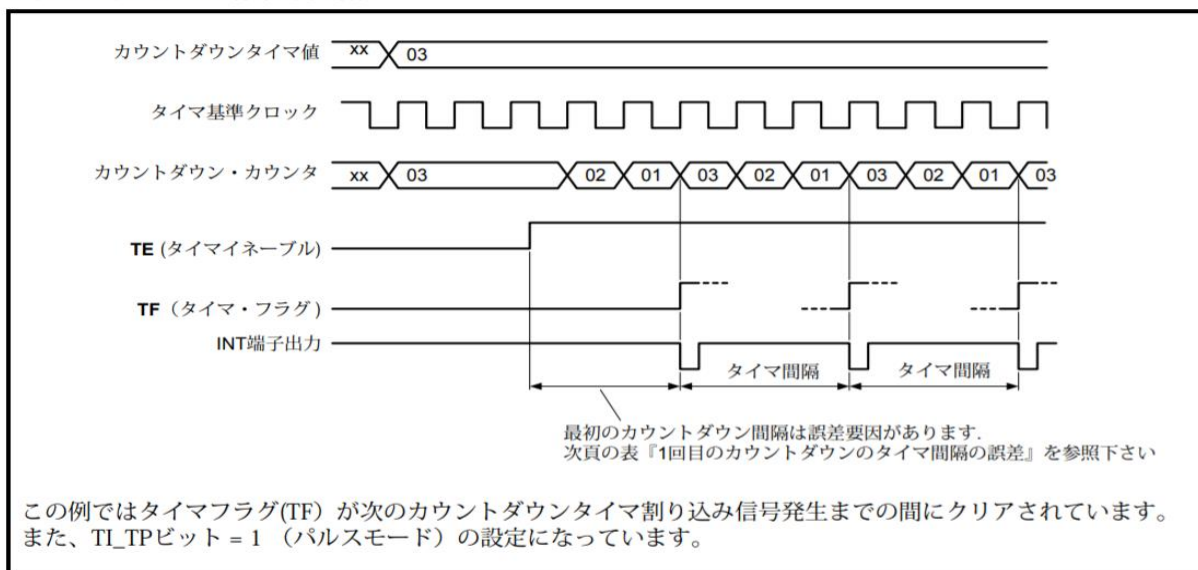 カウントダウンタイマ値 xx 03
タイマ基準クロック
カウントダウン・カウンタ xx 03 02 01 03 02 01 03 02 01 03
TE (タイマイネーブル)
TF（タイマ・フラグ）
INT端子出力
タイマ間隔 タイマ間隔
最初のカウントダウン間隔は誤差要因があります.
次頁の表『1回目のカウントダウンのタイマ間隔の誤差』を参照下さい
この例ではタイマフラグ(TF）が次のカウントダウンタイマ割り込み信号発生までの間にクリアされています。
また、TI_TPビット = 1 （パルスモード）の設定になっています。